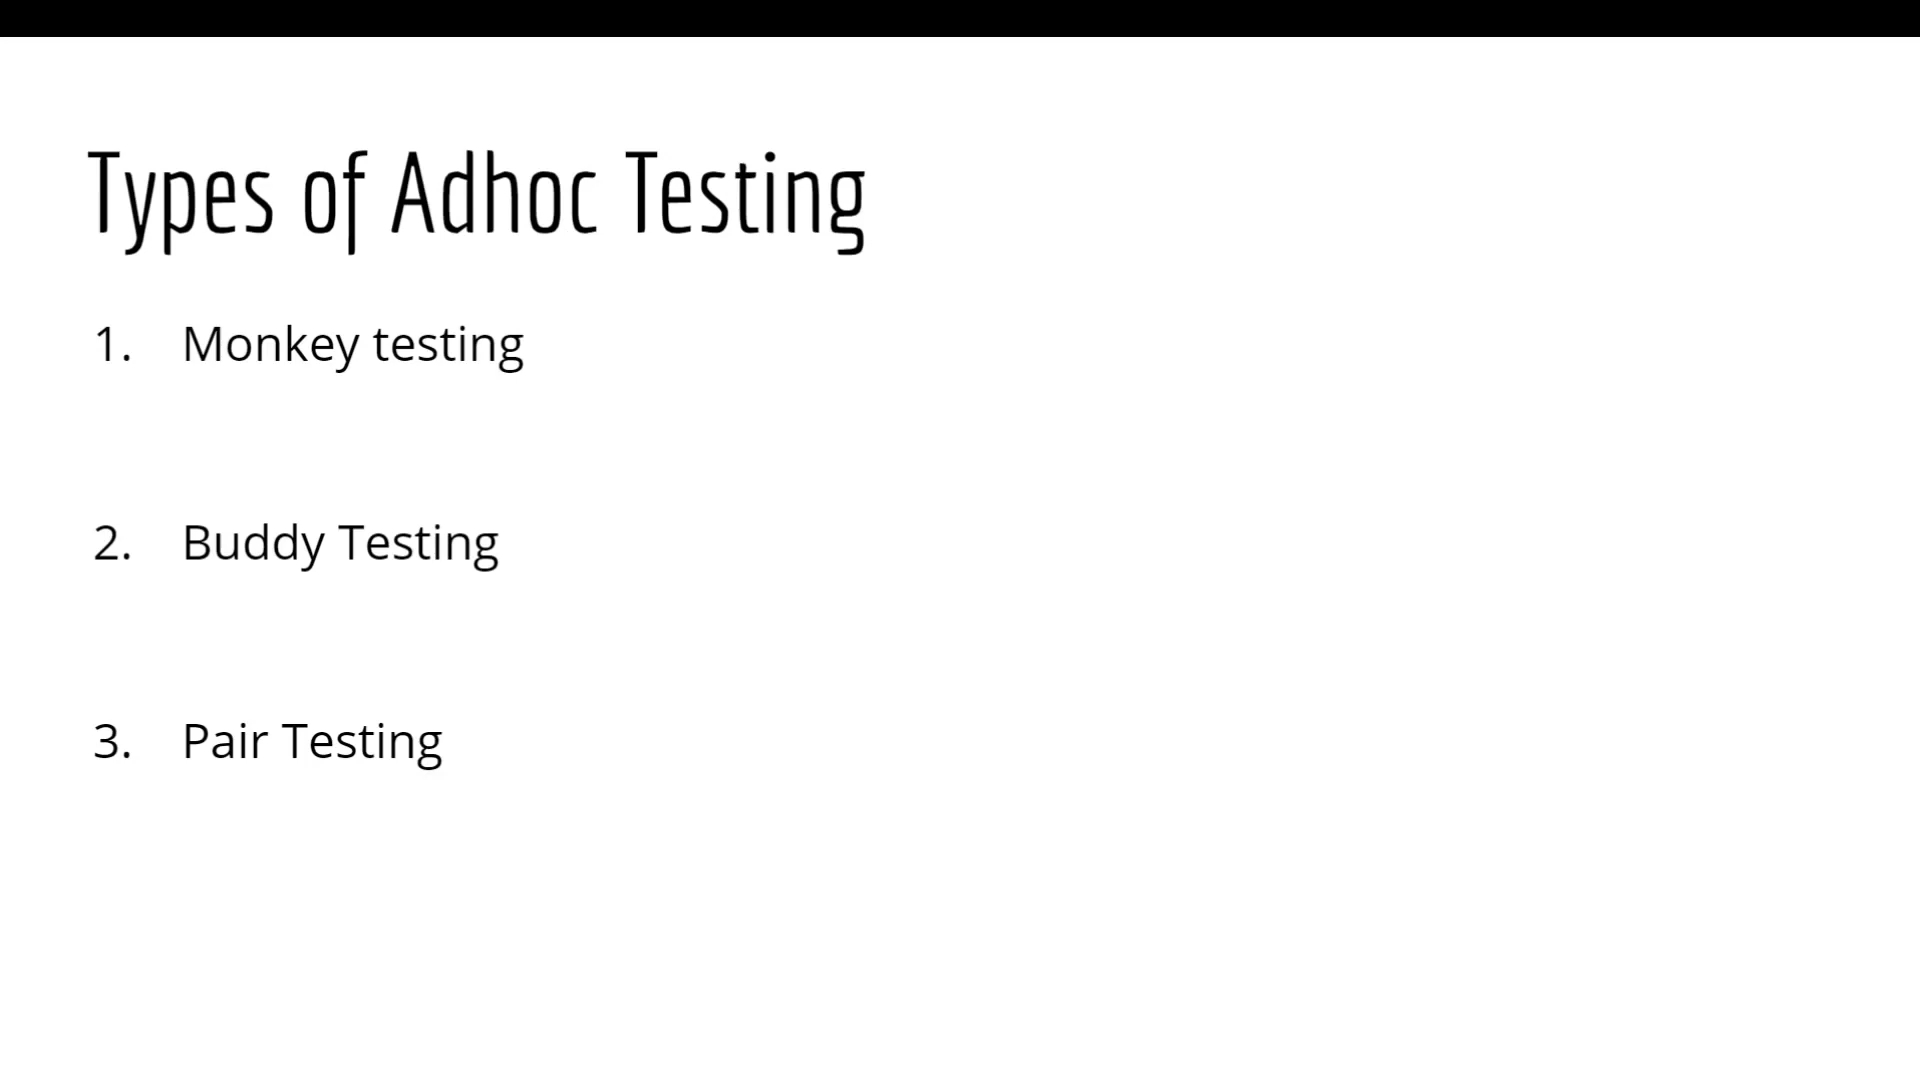 Types of Adhoc Testing
1. Monkey testing
2. Buddy Testing
3. Pair Testing